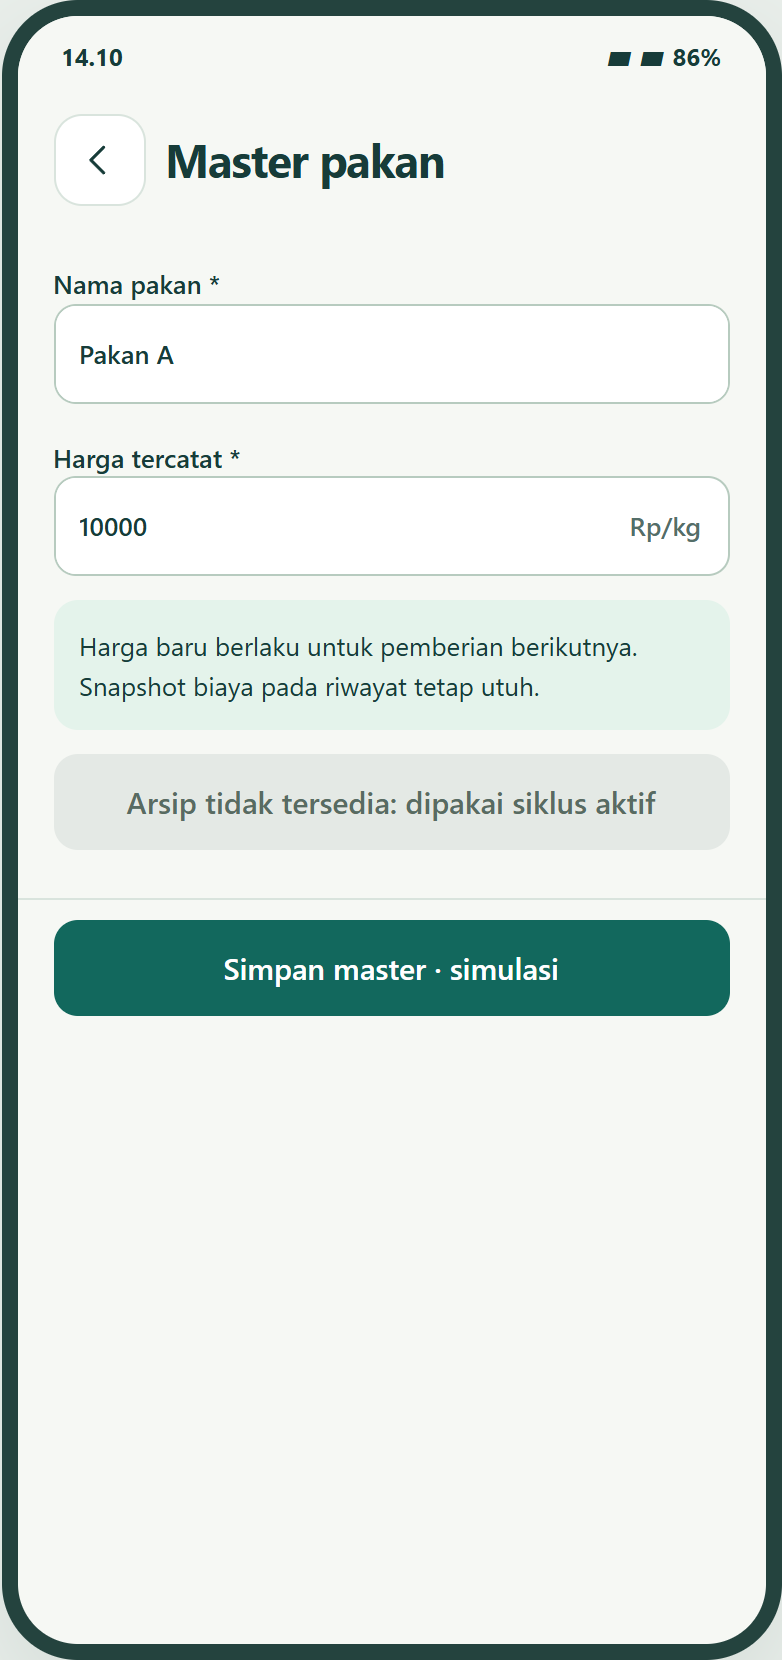 14.10
86%
Master pakan
Nama pakan *
Pakan A
Harga tercatat *
10000
Rp/kg
Harga baru berlaku untuk pemberian berikutnya.
Snapshot biaya pada riwayat tetap utuh.
Arsip tidak tersedia: dipakai siklus aktif
Simpan master · simulasi